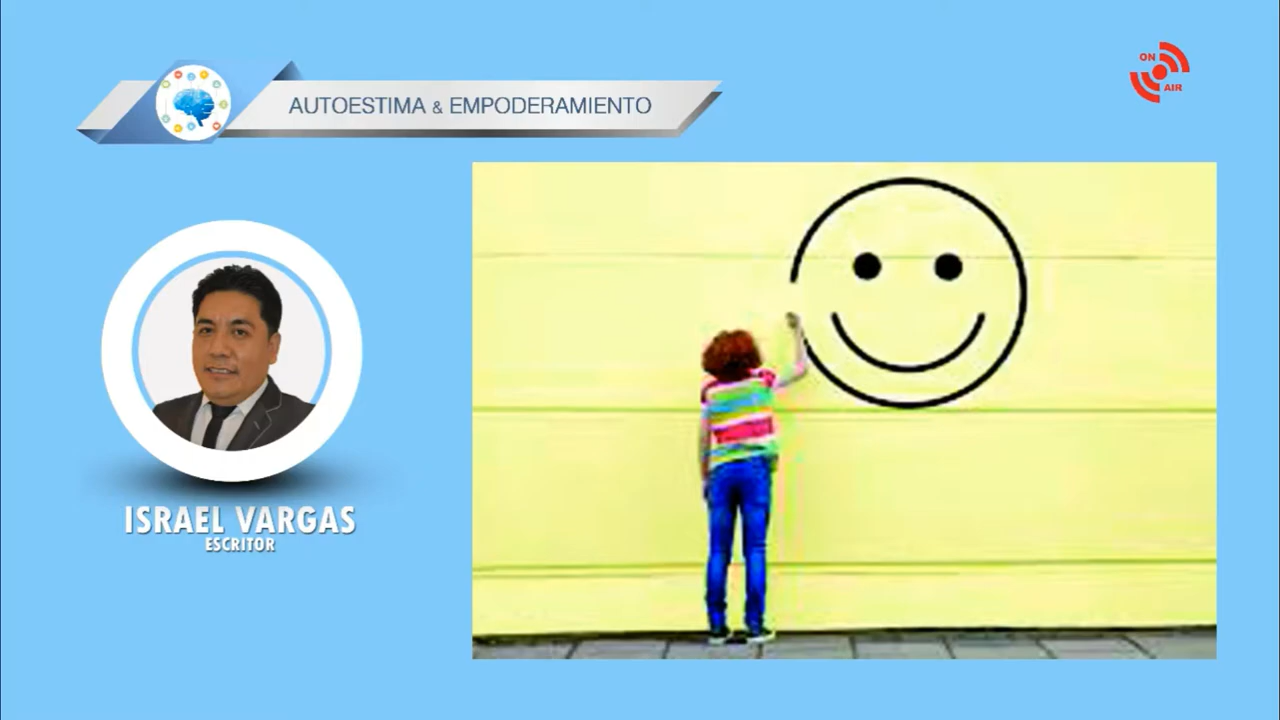 AUTOESTIMA & EMPODERAMIENTO
ON
AIR
ISRAEL VARGAS
ESCRITOR